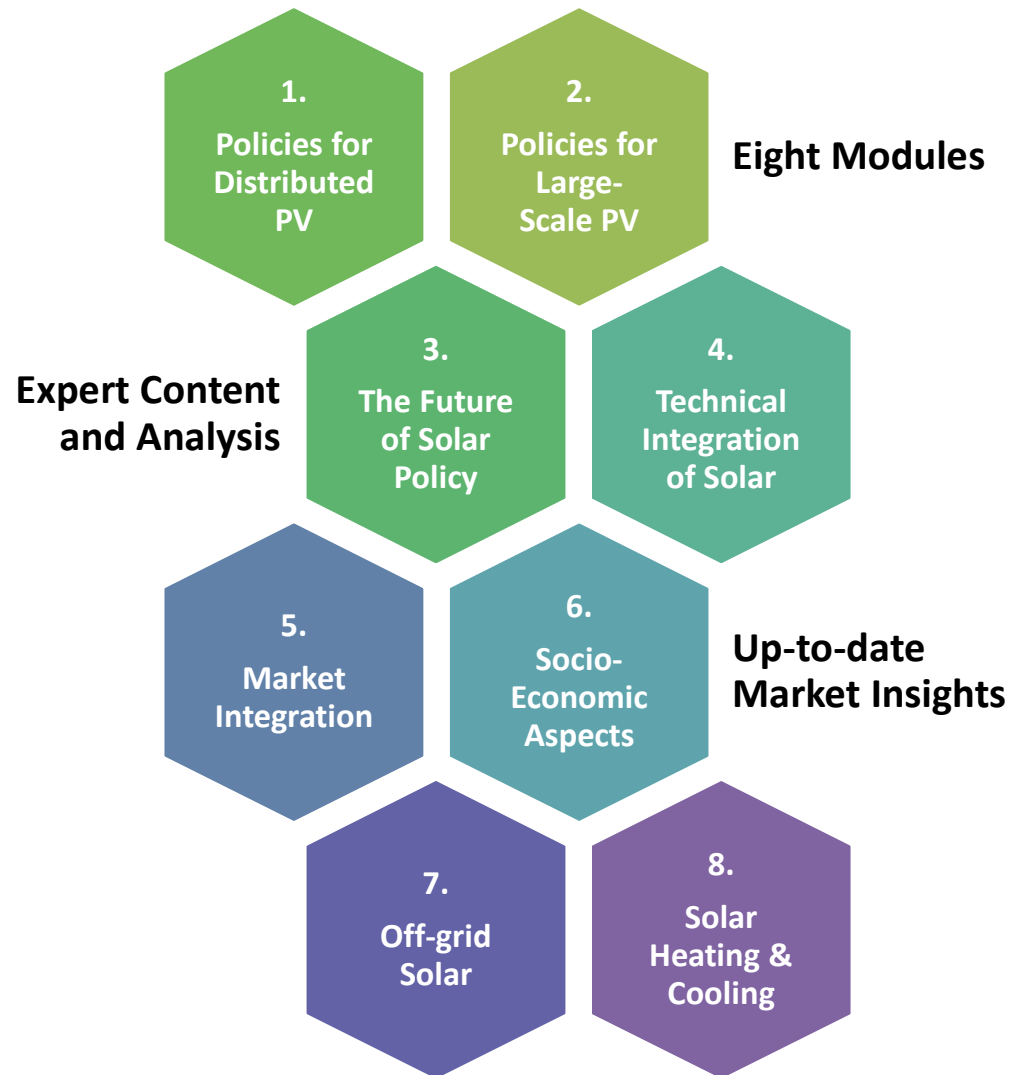 1.
Policies for
Distributed
PV
2.
Policies for
Large-
Scale PV
Eight Modules
Expert Content
and Analysis
3.
The Future
of Solar
Policy
4.
Technical
Integration
of Solar
5.
Market
Integration
6.
Socio-
Economic
Aspects
Up-to-date
Market Insights
7.
Off-grid
Solar
8.
Solar
Heating &
Cooling